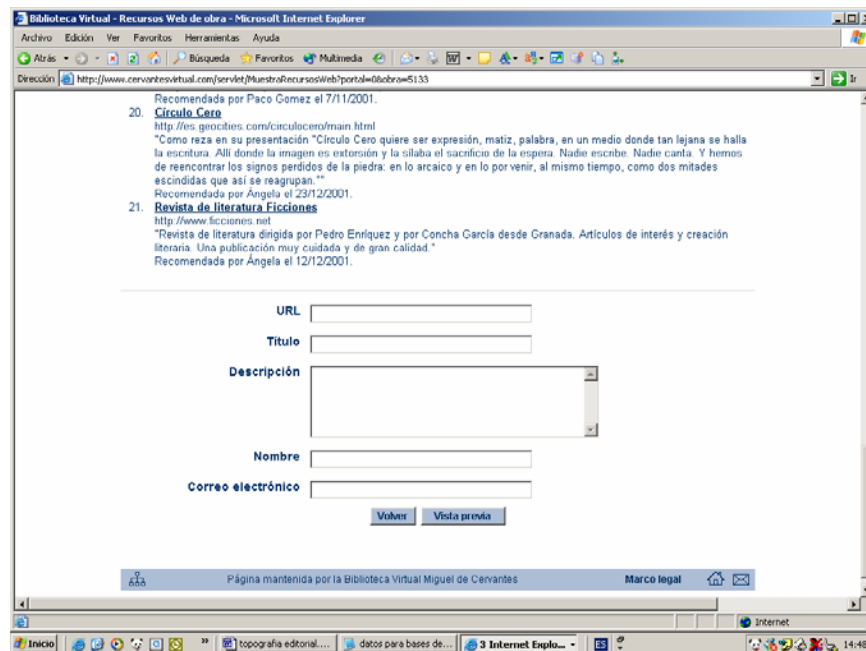 Biblioteca Virtual - Recursos Web de obra - Microsoft Internet Explorer
Archivo Edición Ver Favoritos Herramientas Ayuda
Atrás Búsqueda Favoritos Multimedia
Dirección http://www.cervantesvirtual.com/servlet/MuestraRecursosWeb?portal=0&obra=5133 Ir
Recomendada por Paco Gomez el 7/11/2001.
20. Círculo Cero
http://es.geocities.com/circulocero/main.html
"Como reza en su presentación "Círculo Cero quiere ser expresión, matiz, palabra, en un medio donde tan lejana se halla
la escritura. Allí donde la imagen es extorsión y la sílaba el sacrificio de la espera. Nadie escribe. Nadie canta. Y hemos
de reencontrar los signos perdidos de la piedra: en lo arcaico y en lo por venir, al mismo tiempo, como dos mitades
escindidas que así se reagrupan.""
Recomendada por Ángela el 23/12/2001.
21. Revista de literatura Ficciones
http://www.ficciones.net
"Revista de literatura dirigida por Pedro Enríquez y por Concha García desde Granada. Artículos de interés y creación
literaria. Una publicación muy cuidada y de gran calidad."
Recomendada por Ángela el 12/12/2001.
URL
Título
Descripción
Nombre
Correo electrónico
Volver Vista previa
Página mantenida por la Biblioteca Virtual Miguel de Cervantes Marco legal
Internet
Inicio » topografia editorial.... datos para bases de... 3 Internet Explo... ES 14:48